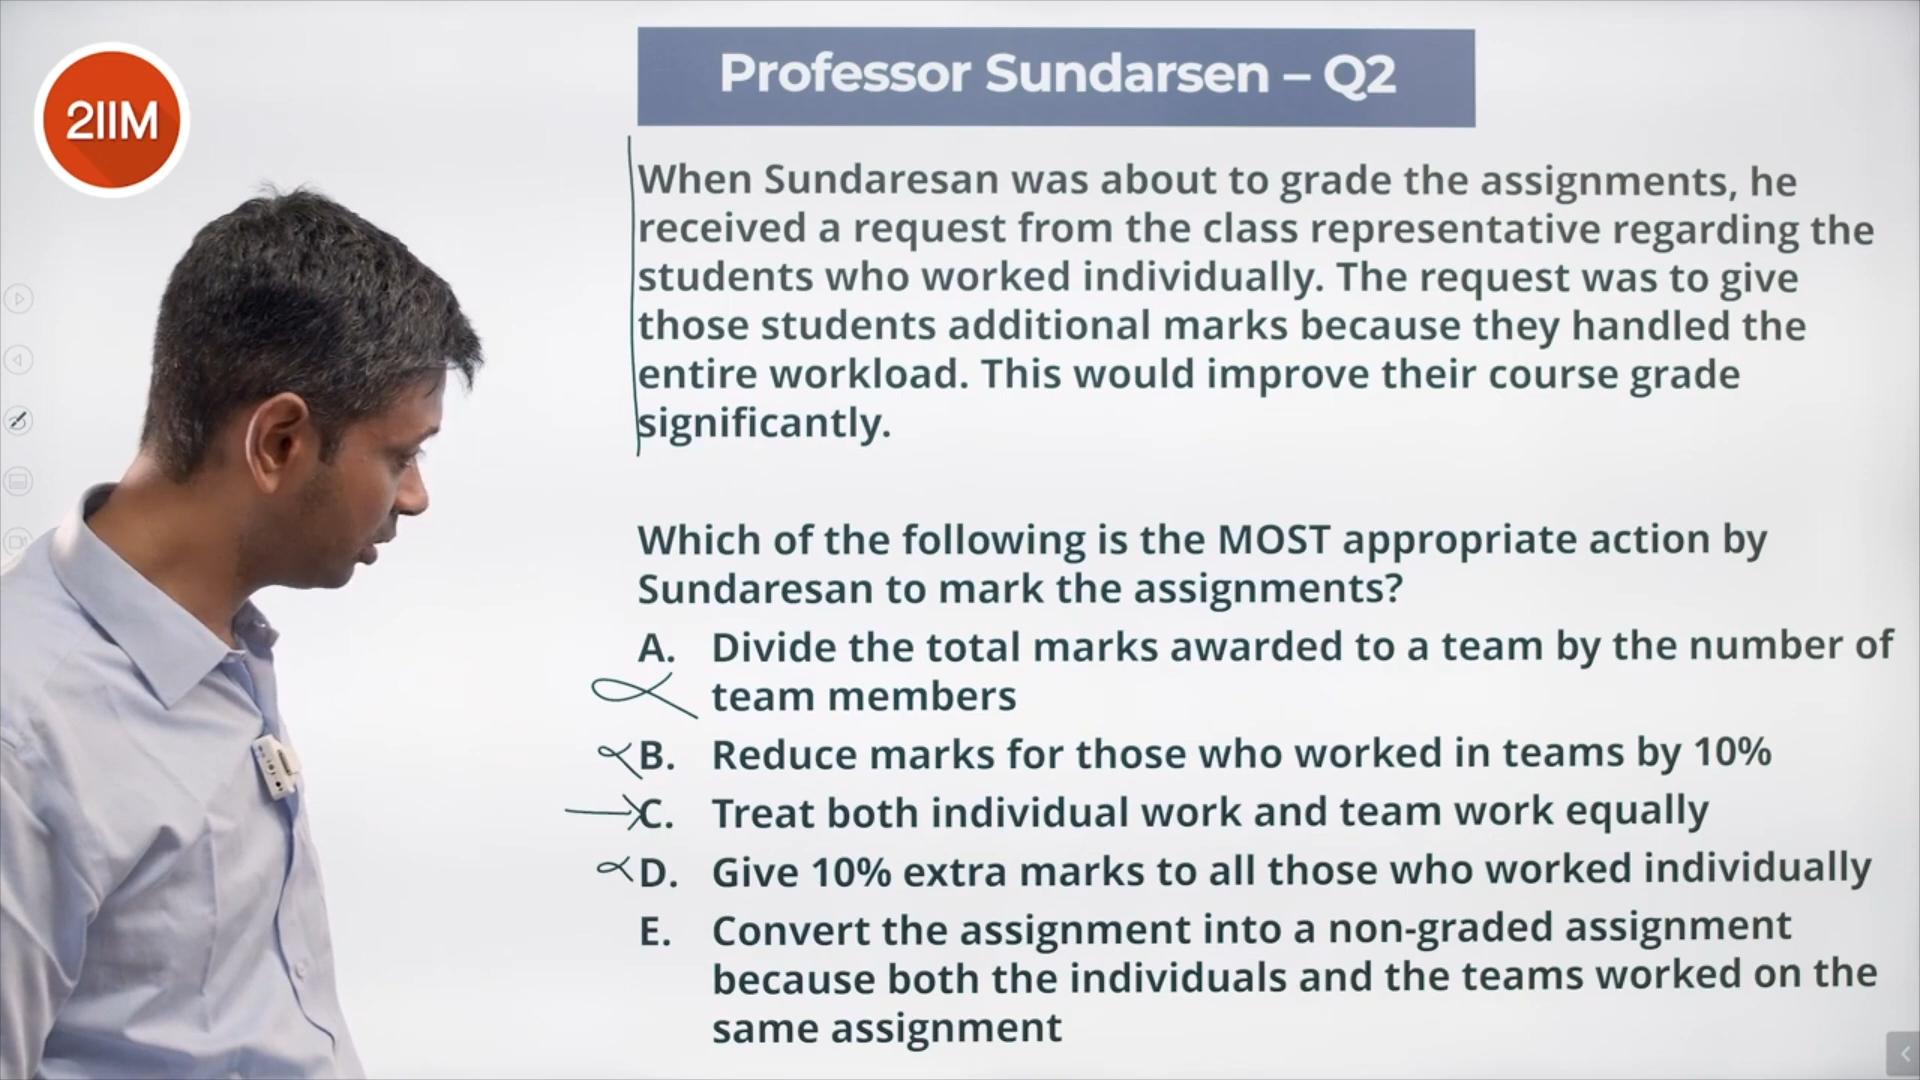 2IIM
Professor Sundarsen – Q2
When Sundaresan was about to grade the assignments, he
received a request from the class representative regarding the
students who worked individually. The request was to give
those students additional marks because they handled the
entire workload. This would improve their course grade
significantly.
Which of the following is the MOST appropriate action by
Sundaresan to mark the assignments?
A. Divide the total marks awarded to a team by the number of
team members
B. Reduce marks for those who worked in teams by 10%
C. Treat both individual work and team work equally
D. Give 10% extra marks to all those who worked individually
E. Convert the assignment into a non-graded assignment
because both the individuals and the teams worked on the
same assignment